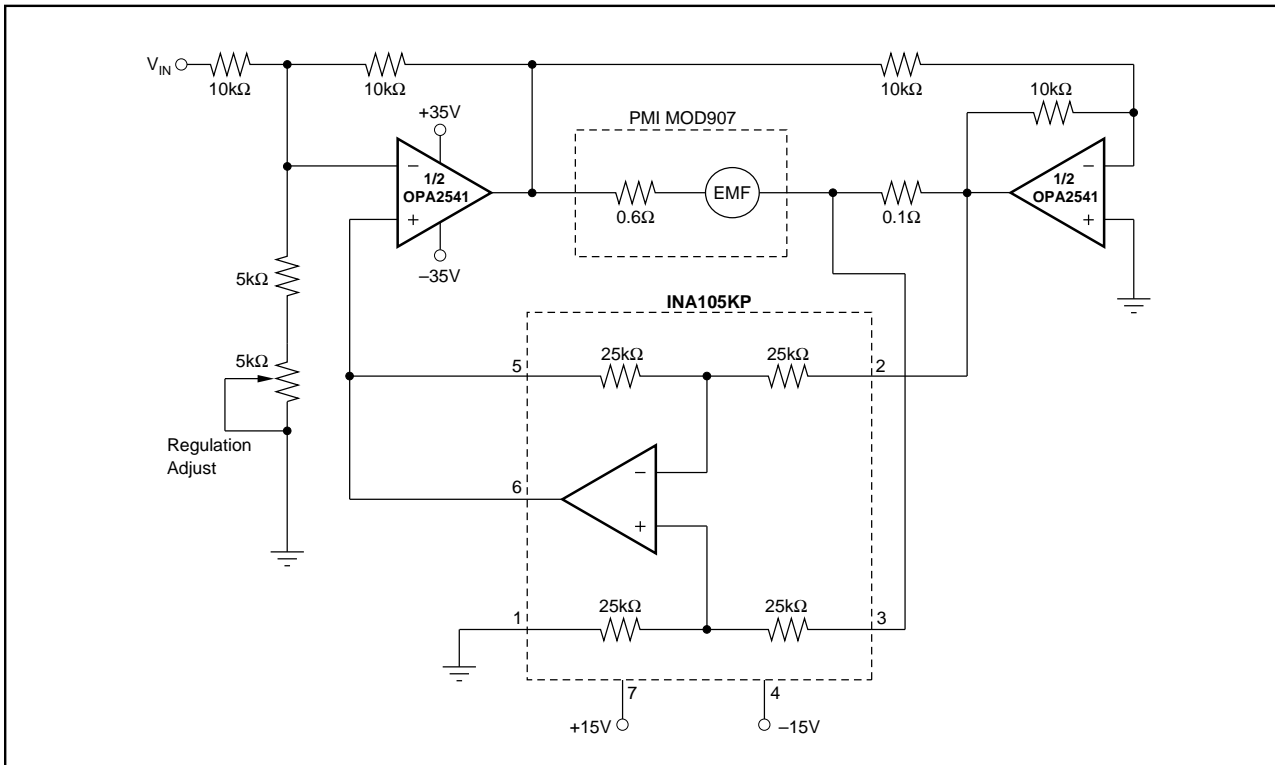 V_IN
10kΩ
10kΩ
10kΩ
10kΩ
+35V
PMI MOD907
–
1/2
OPA2541
+
–35V
0.6Ω
EMF
0.1Ω
–
1/2
OPA2541
+
5kΩ
5kΩ
Regulation
Adjust
INA105KP
5
25kΩ
25kΩ
2
6
–
+
1
25kΩ
25kΩ
3
7
4
+15V
–15V